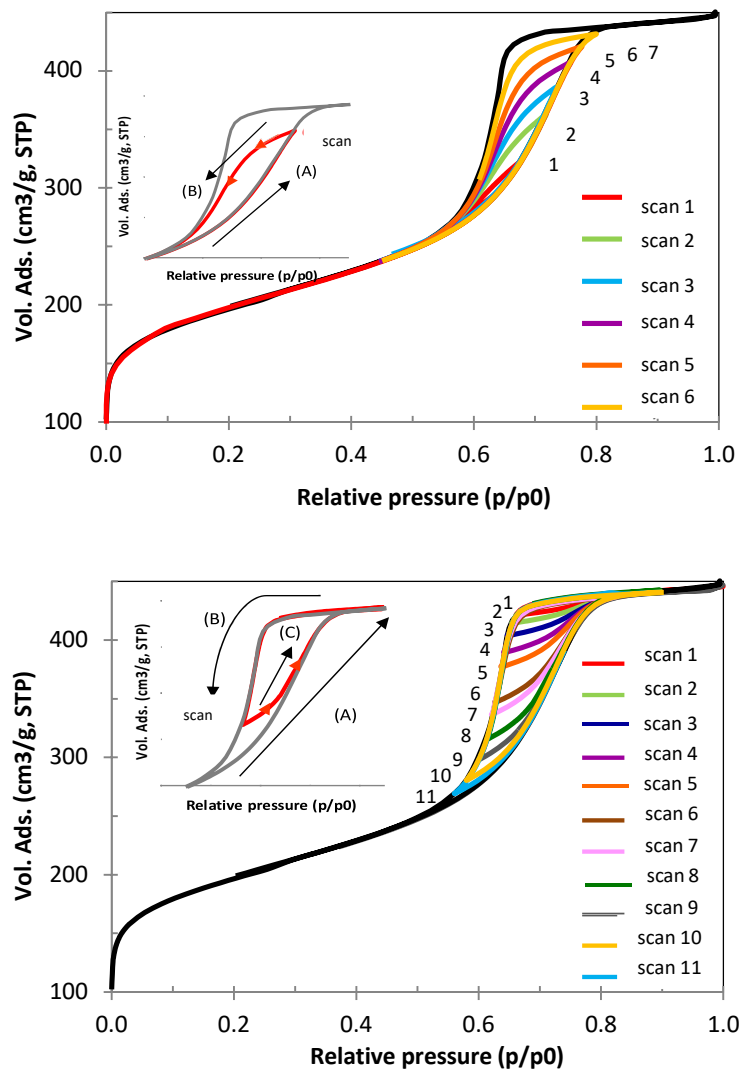 Vol. Ads. (cm3/g, STP)
400
300
200
100
0.0
0.2
0.4
0.6
0.8
1.0
Relative pressure (p/p0)
Vol. Ads. (cm3/g, STP)
scan
(B)
(A)
Relative pressure (p/p0)
5 6 7
4
3
2
1
scan 1
scan 2
scan 3
scan 4
scan 5
scan 6
Vol. Ads. (cm3/g, STP)
400
300
200
100
0.0
0.2
0.4
0.6
0.8
1.0
Relative pressure (p/p0)
Vol. Ads. (cm3/g, STP)
(B)
(C)
scan
(A)
Relative pressure (p/p0)
1
2
3
4
5
6
7
8
9
10
11
scan 1
scan 2
scan 3
scan 4
scan 5
scan 6
scan 7
scan 8
scan 9
scan 10
scan 11